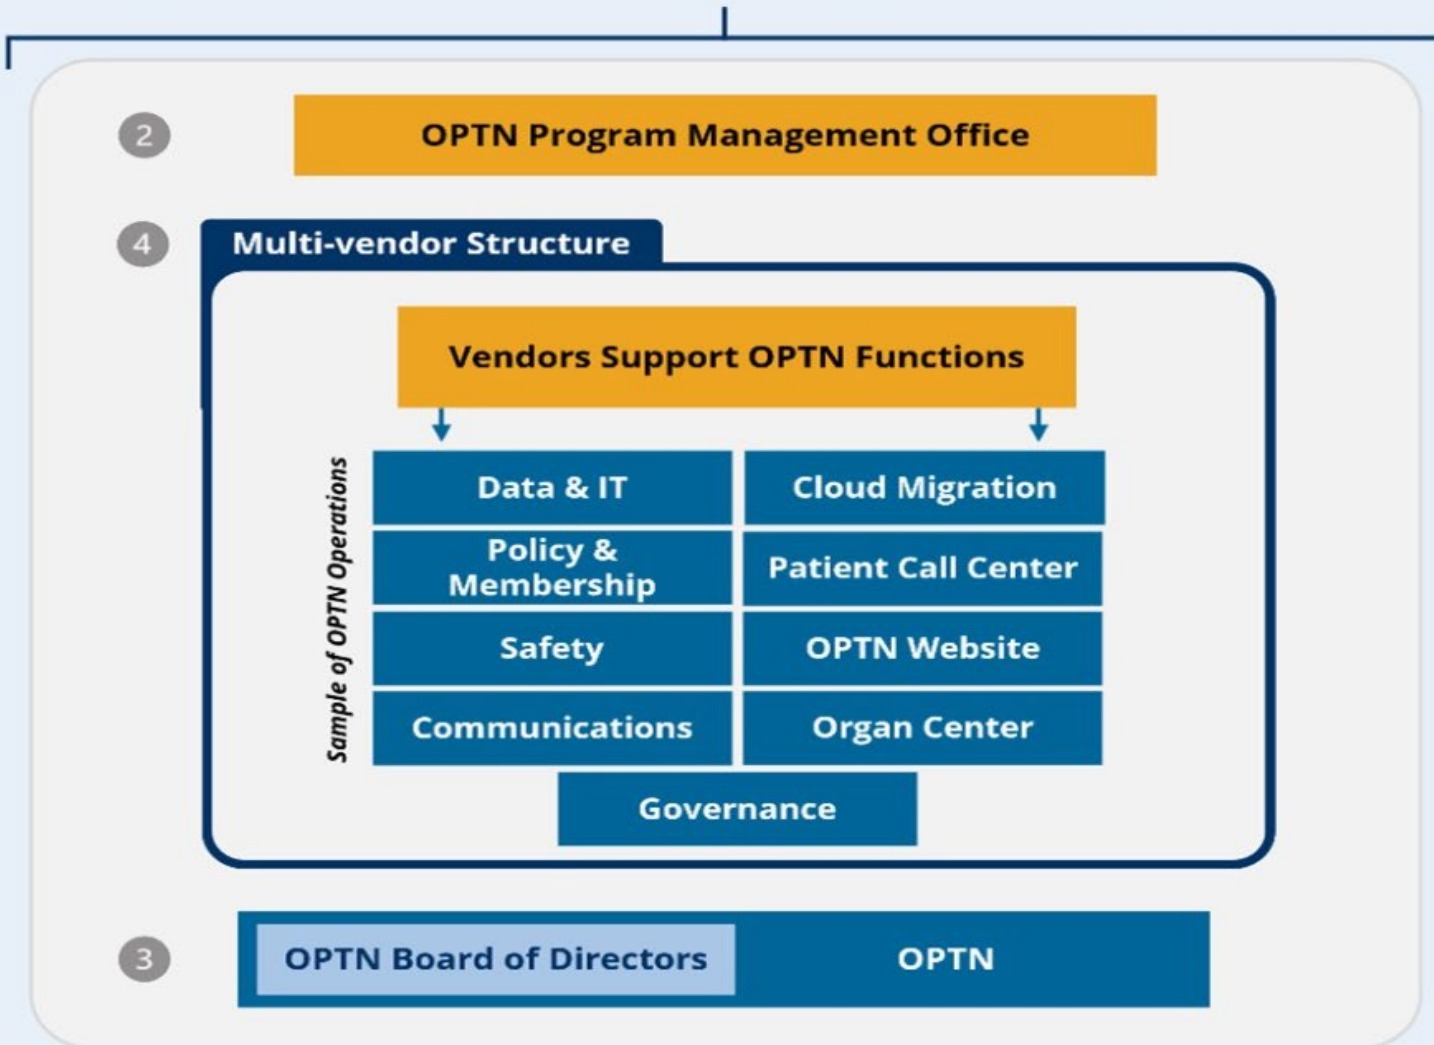 2
OPTN Program Management Office
4
Multi-vendor Structure
Vendors Support OPTN Functions
Sample of OPTN Operations
Data & IT
Cloud Migration
Policy &
Membership
Patient Call Center
Safety
OPTN Website
Communications
Organ Center
Governance
3
OPTN Board of Directors
OPTN